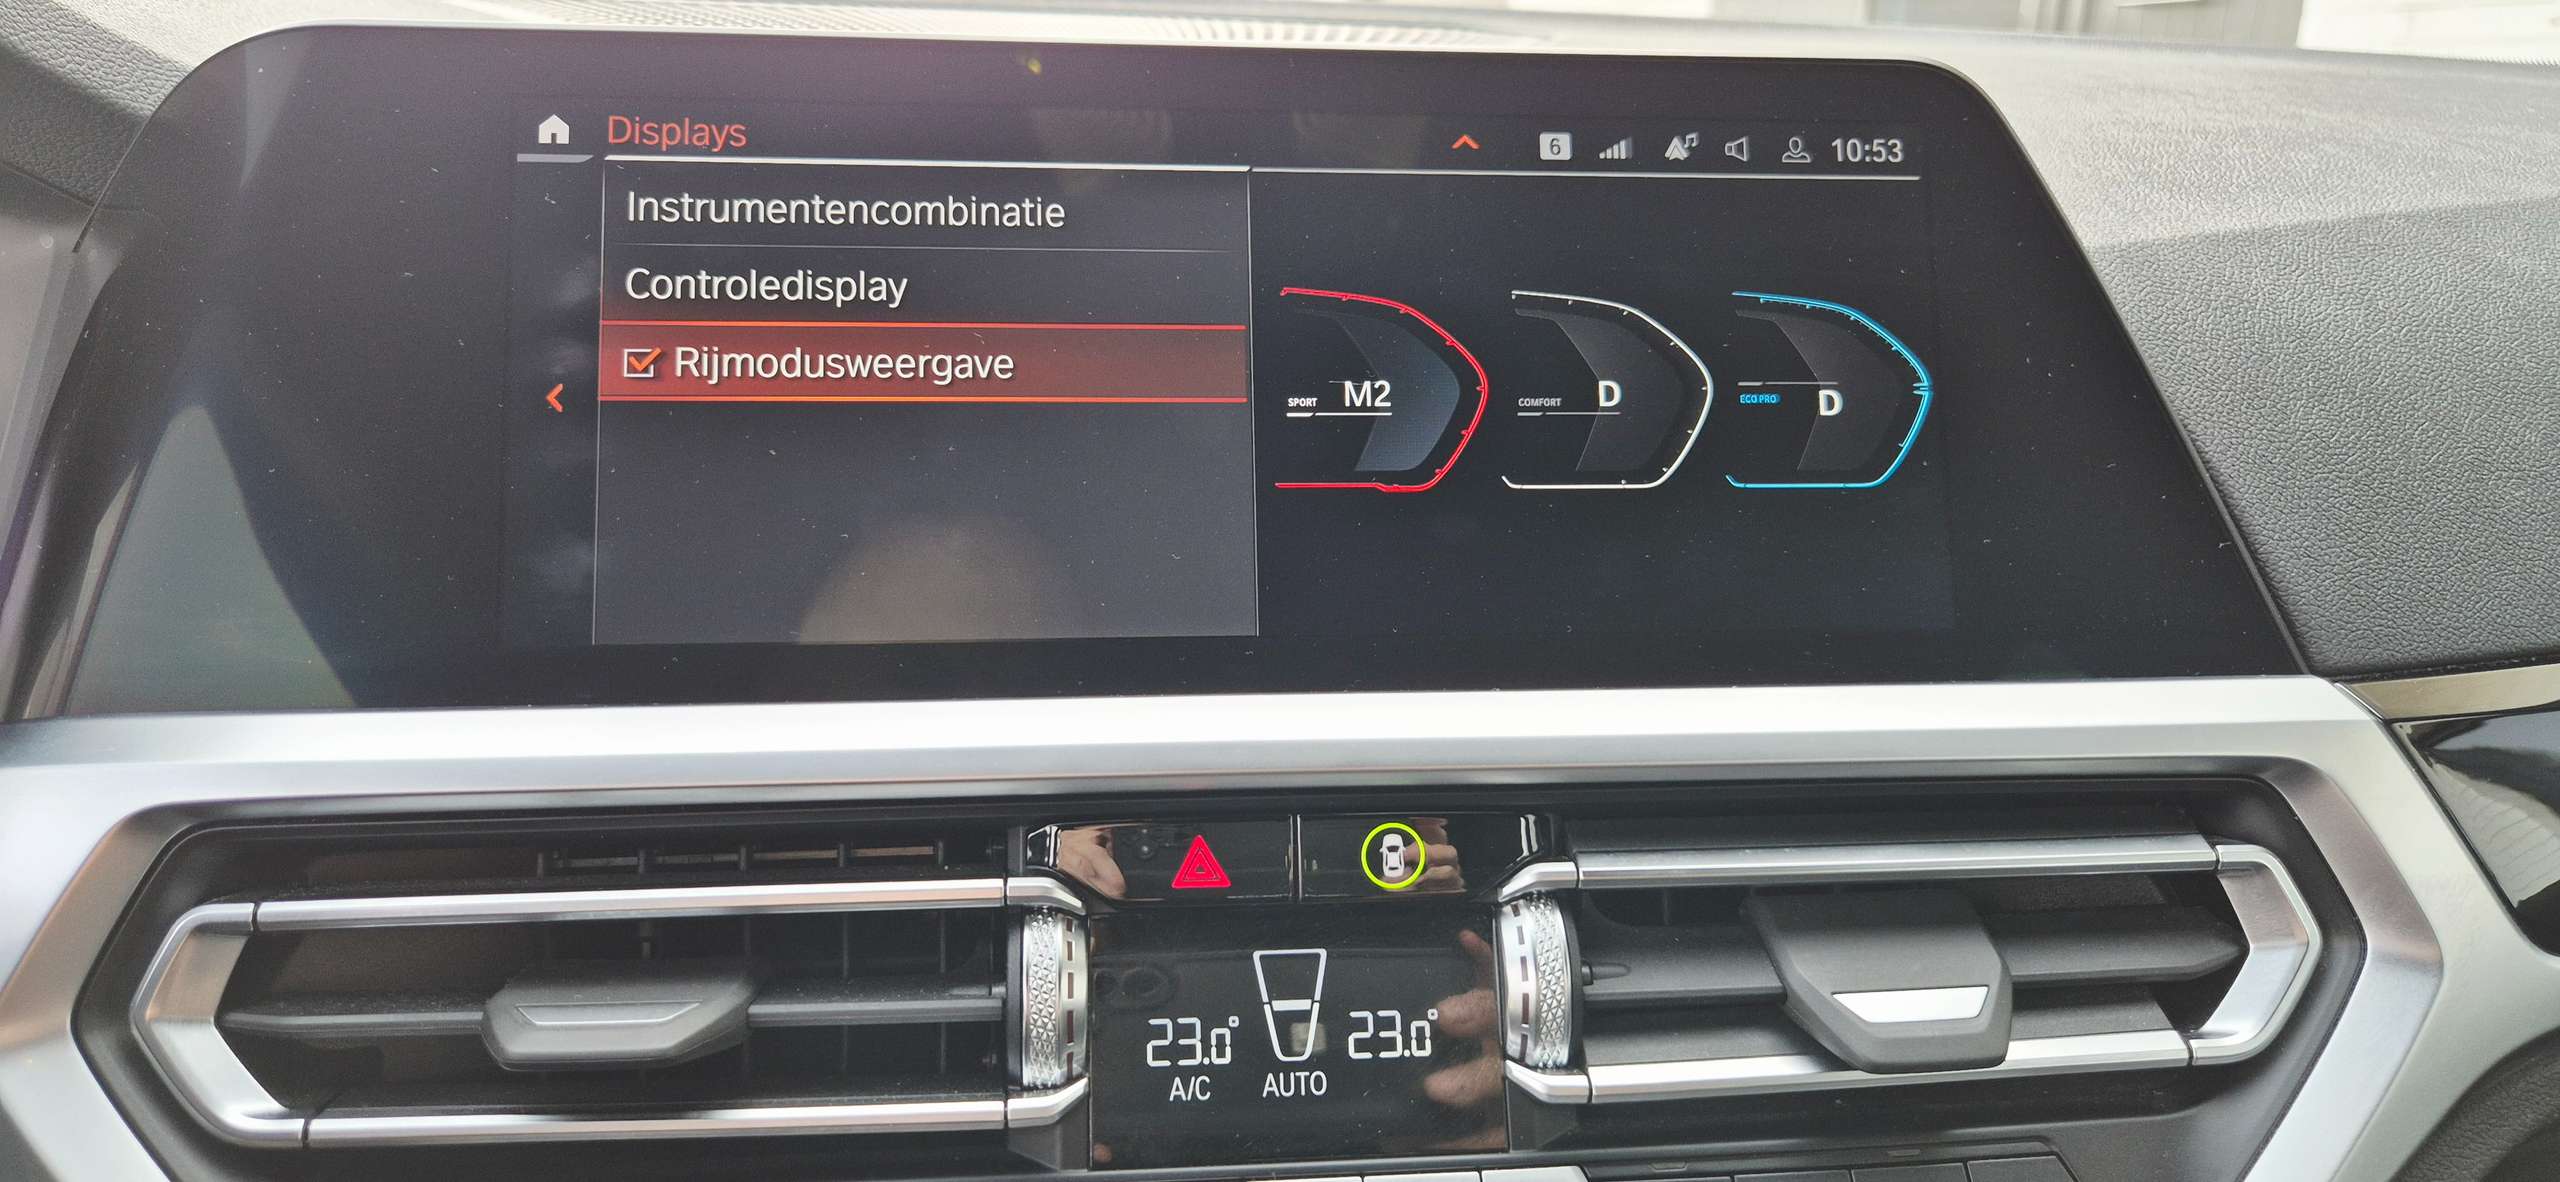 Displays
6
10:53
Instrumentencombinatie
Controledisplay
Rijmodusweergave
SPORT M2
COMFORT D
ECO PRO D
23.0° 23.0°
A/C AUTO